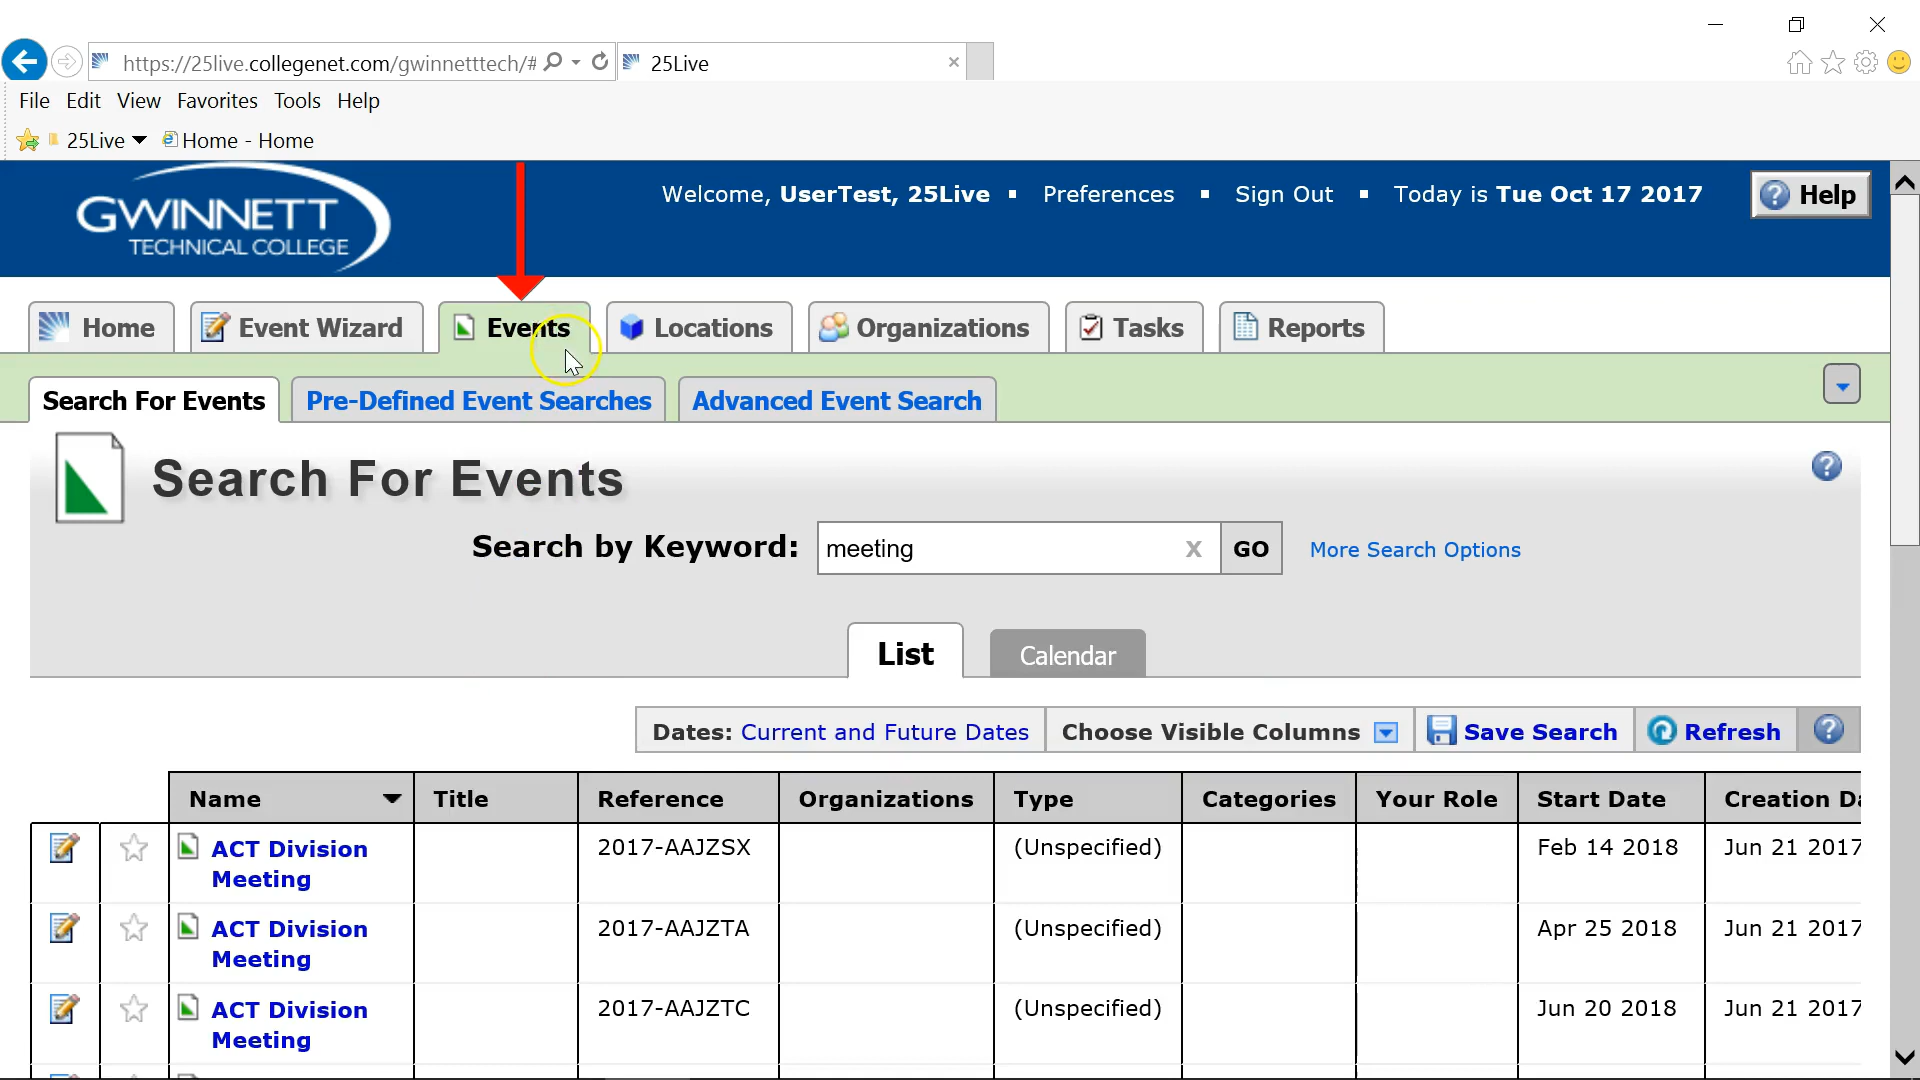 https://25live.collegenet.com/gwinnetttech/#
25Live
File Edit View Favorites Tools Help
25Live Home - Home
GWINNETT
TECHNICAL COLLEGE
Welcome, UserTest, 25Live ▪ Preferences ▪ Sign Out ▪ Today is Tue Oct 17 2017
Help
Home Event Wizard Events Locations Organizations Tasks Reports
Search For Events Pre-Defined Event Searches Advanced Event Search
Search For Events
Search by Keyword: meeting x GO More Search Options
List Calendar
Dates: Current and Future Dates Choose Visible Columns Save Search Refresh
Name Title Reference Organizations Type Categories Your Role Start Date Creation
ACT Division Meeting 2017-AAJZSX (Unspecified) Feb 14 2018 Jun 21 2017
ACT Division Meeting 2017-AAJZTA (Unspecified) Apr 25 2018 Jun 21 2017
ACT Division Meeting 2017-AAJZTC (Unspecified) Jun 20 2018 Jun 21 2017